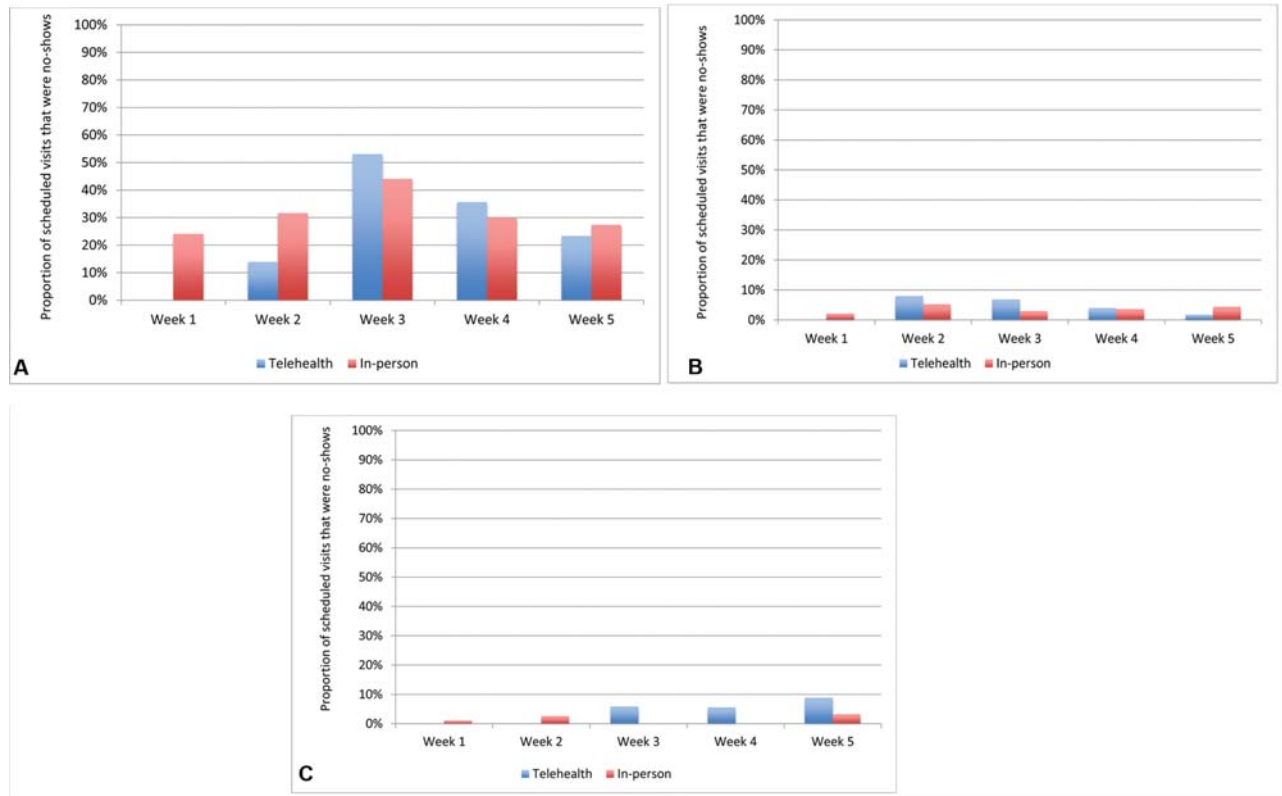 Proportion of scheduled visits that were no-shows
100%
90%
80%
70%
60%
50%
40%
30%
20%
10%
0%
Week 1 Week 2 Week 3 Week 4 Week 5
Telehealth In-person
A
Proportion of scheduled visits that were no-shows
100%
90%
80%
70%
60%
50%
40%
30%
20%
10%
0%
Week 1 Week 2 Week 3 Week 4 Week 5
Telehealth In-person
B
Proportion of scheduled visits that were no-shows
100%
90%
80%
70%
60%
50%
40%
30%
20%
10%
0%
Week 1 Week 2 Week 3 Week 4 Week 5
Telehealth In-person
C